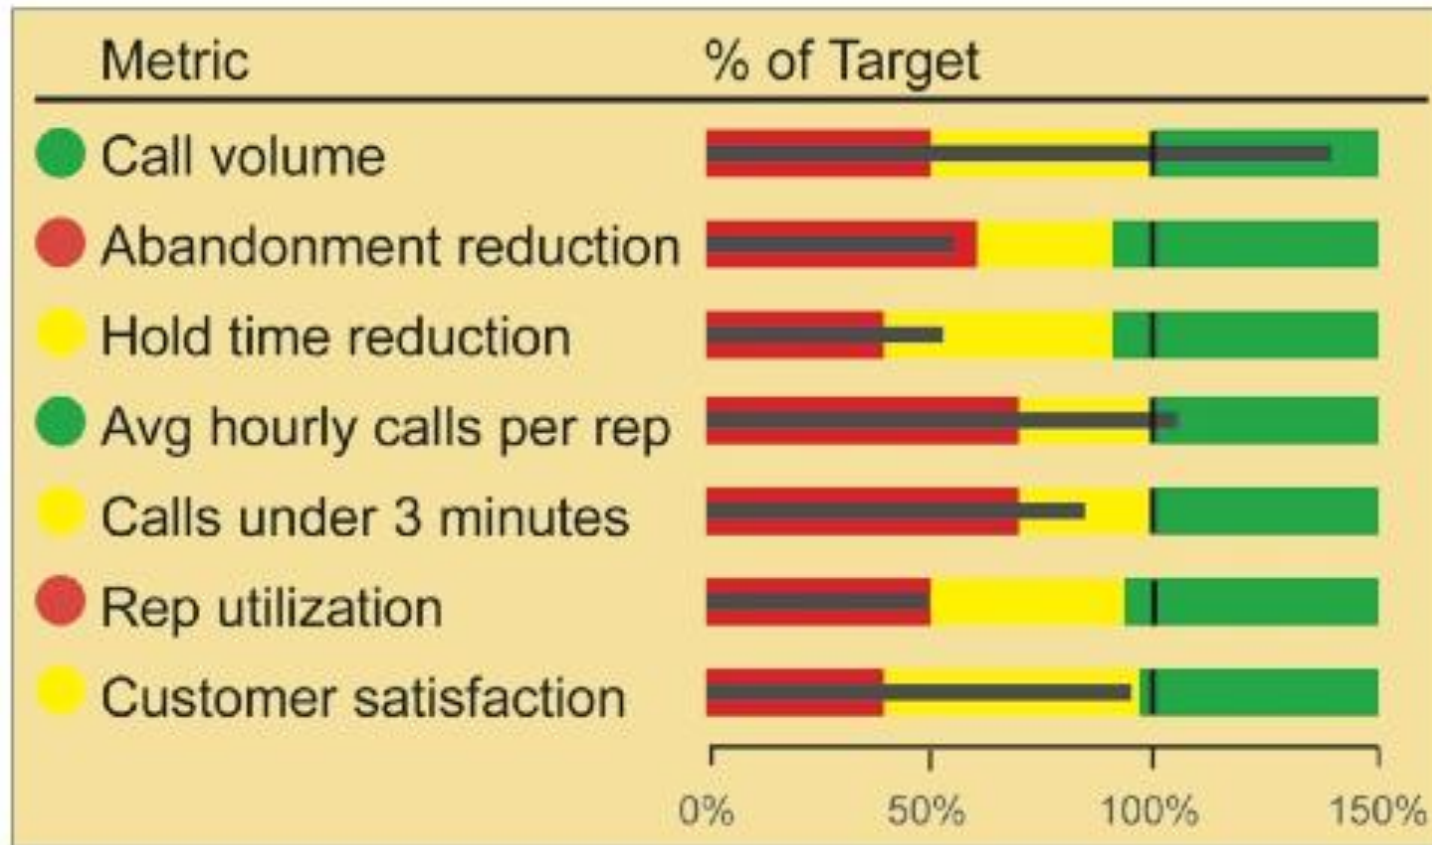 Metric % of Target
Call volume
Abandonment reduction
Hold time reduction
Avg hourly calls per rep
Calls under 3 minutes
Rep utilization
Customer satisfaction
0% 50% 100% 150%